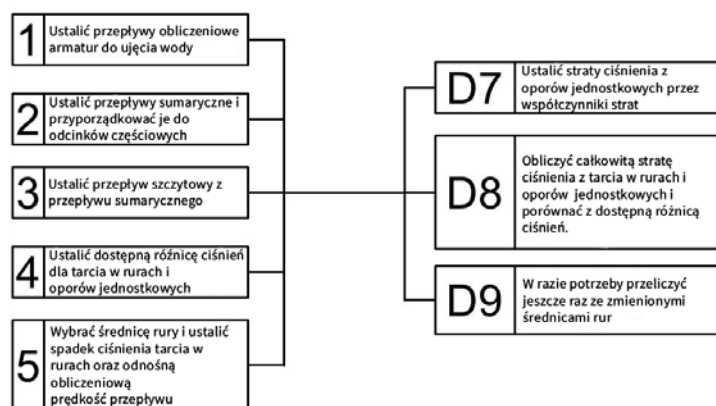 1
Ustalić przepływy obliczeniowe
armatur do ujęcia wody
2
Ustalić przepływy sumaryczne i
przyporządkować je do
odcinków częściowych
3
Ustalić przepływ szczytowy z
przepływu sumarycznego
4
Ustalić dostępną różnicę ciśnień
dla tarcia w rurach i
oporów jednostkowych
5
Wybrać średnicę rury i ustalić
spadek ciśnienia tarcia w
rurach oraz odnośną
obliczeniową
prędkość przepływu
D7
Ustalić straty ciśnienia z
oporów jednostkowych przez
współczynniki strat
D8
Obliczyć całkowitą stratę
ciśnienia z tarcia w rurach i
oporów jednostkowych i
porównać z dostępną różnicą
ciśnień.
D9
W razie potrzeby przeliczyć
jeszcze raz ze zmienionymi
średnicami rur